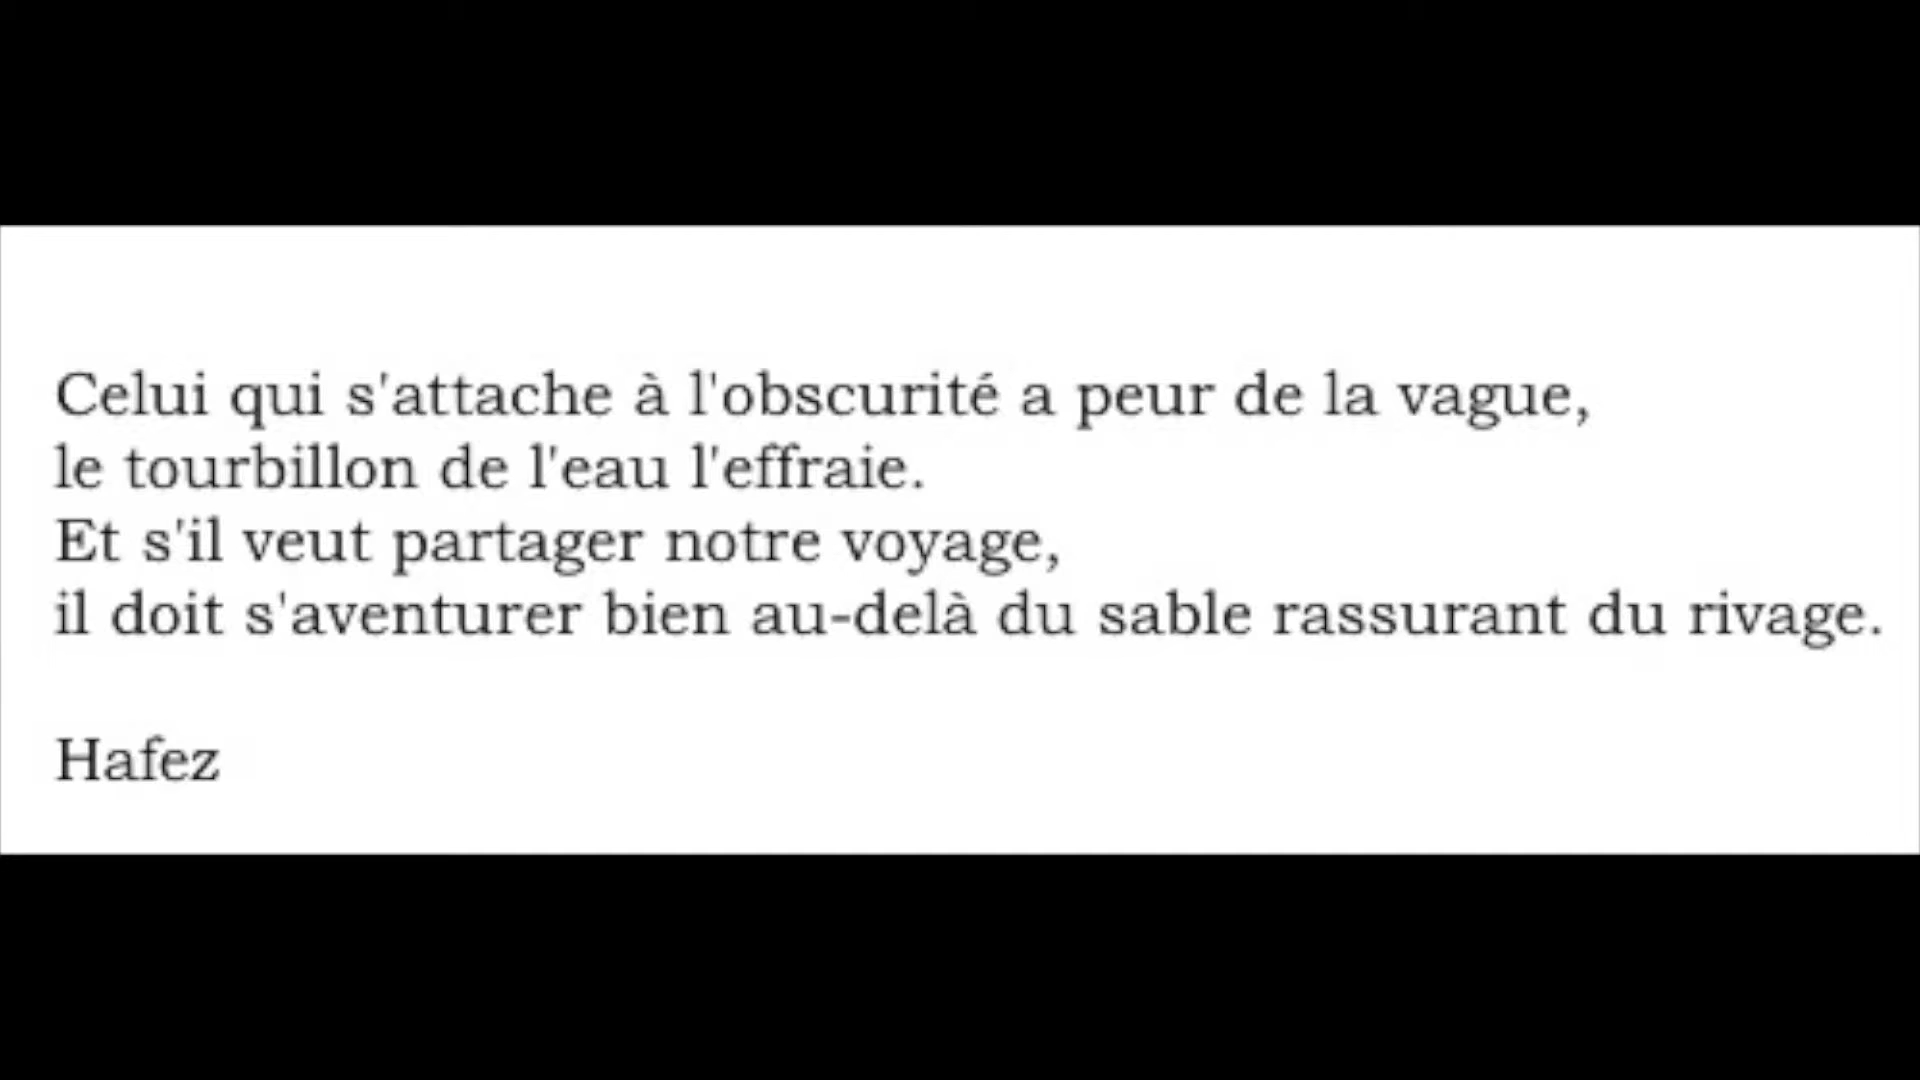 Celui qui s'attache à l'obscurité a peur de la vague,
le tourbillon de l'eau l'effraie.
Et s'il veut partager notre voyage,
il doit s'aventurer bien au-delà du sable rassurant du rivage.
Hafez